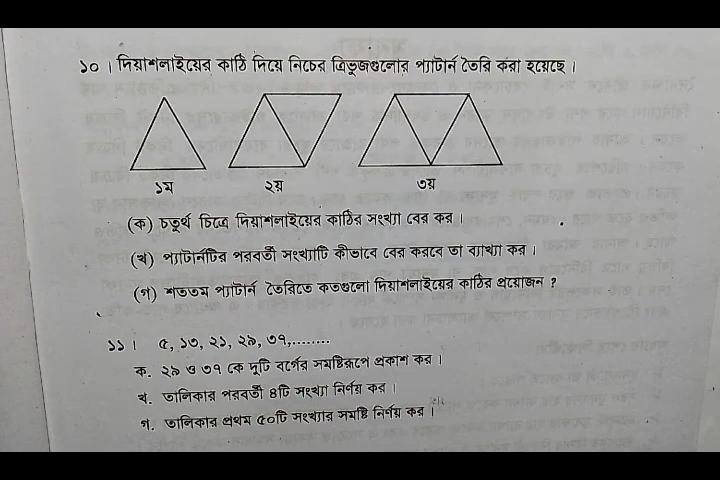 ১০ । দিয়াশলাইয়ের কাঠি দিয়ে নিচের ত্রিভুজগুলোর প্যাটার্ন তৈরি করা হয়েছে ।
১ম ২য় ৩য়
(ক) চতুর্থ চিত্রে দিয়াশলাইয়ের কাঠির সংখ্যা বের কর ।
(খ) প্যাটার্নটির পরবর্তী সংখ্যাটি কীভাবে বের করবে তা ব্যাখ্যা কর ।
(গ) শততম প্যাটার্ন তৈরিতে কতগুলো দিয়াশলাইয়ের কাঠির প্রয়োজন ?
১১ । ৫, ১৩, ২১, ২৯, ৩৭,........
ক. ২৯ ও ৩৭ কে দুটি বর্গের সমষ্টিরূপে প্রকাশ কর ।
খ. তালিকার পরবর্তী ৪টি সংখ্যা নির্ণয় কর ।
গ. তালিকার প্রথম ৫০টি সংখ্যার সমষ্টি নির্ণয় কর ।